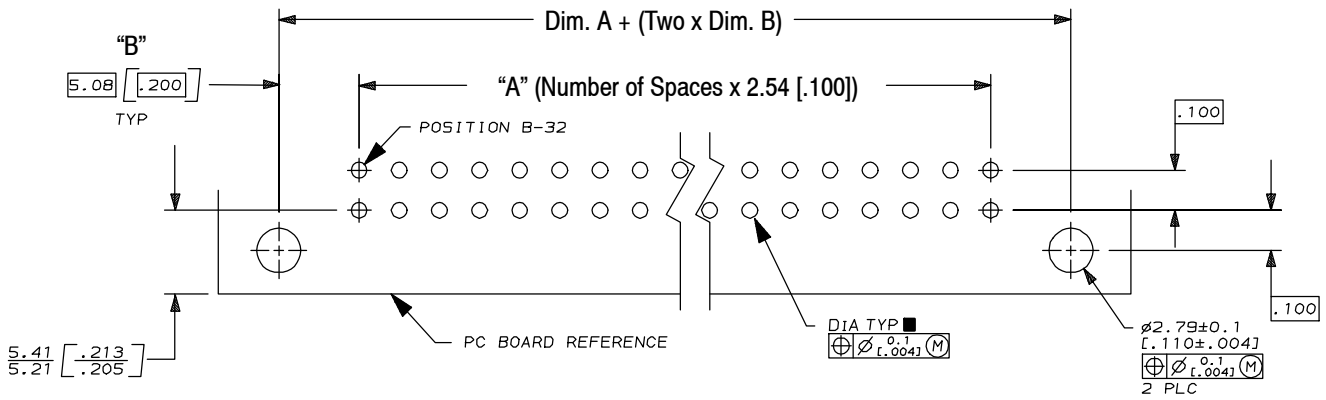 Dim. A + (Two x Dim. B)
“B”
5.08 [.200]
TYP
“A” (Number of Spaces x 2.54 [.100])
.100
POSITION B-32
.100
5.41 [.213
5.21 .205]
PC BOARD REFERENCE
DIA TYP ■
⌖ ⌀ 0.1 [.004] Ⓜ
⌀2.79±0.1
[.110±.004]
⌖ ⌀ 0.1 [.004] Ⓜ
2 PLC